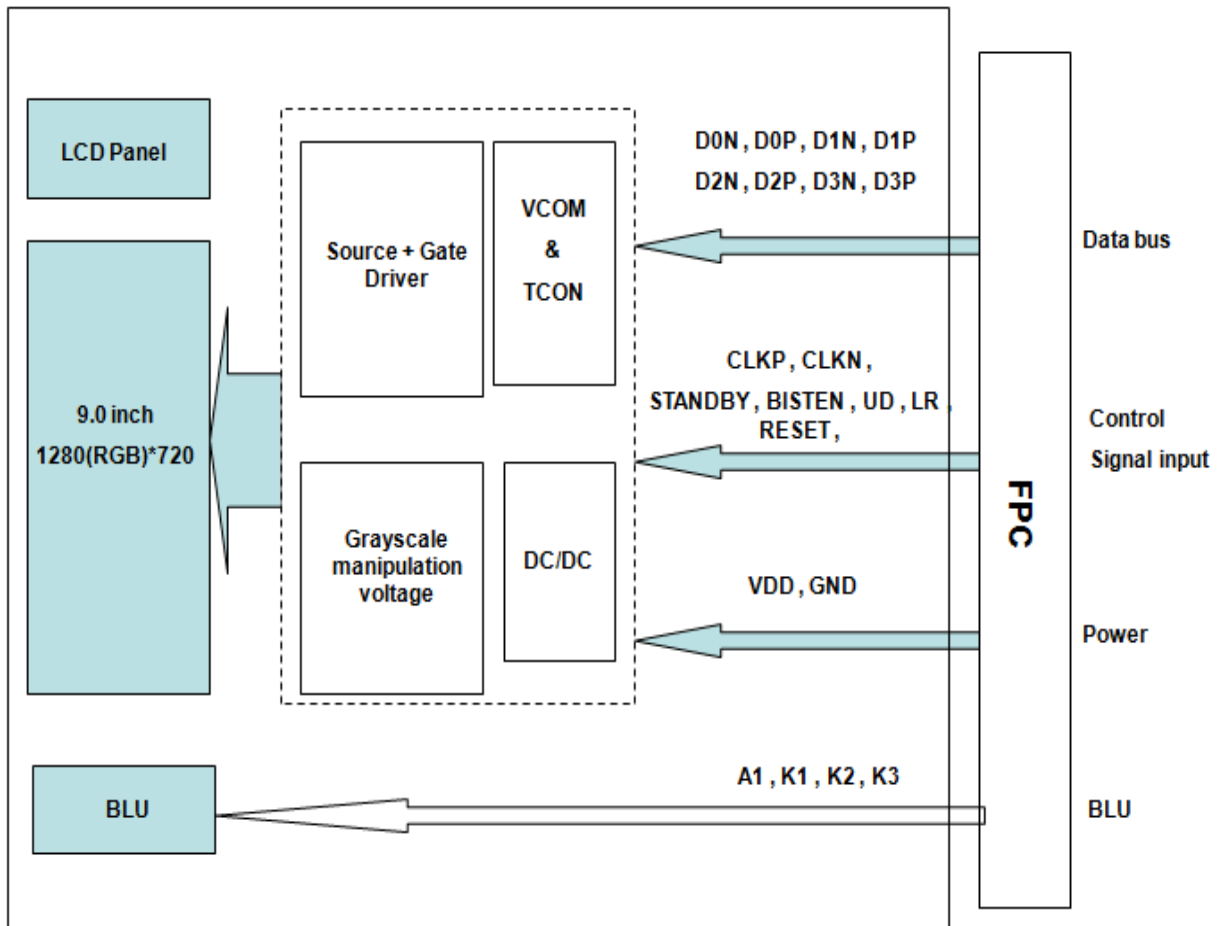 LCD Panel
9.0 inch
1280(RGB)*720
BLU
Source + Gate
Driver
VCOM
&
TCON
Grayscale
manipulation
voltage
DC/DC
D0N , D0P , D1N , D1P
D2N , D2P , D3N , D3P
CLKP , CLKN ,
STANDBY , BISTEN , UD , LR ,
RESET ,
VDD , GND
A1 , K1 , K2 , K3
FPC
Data bus
Control
Signal input
Power
BLU